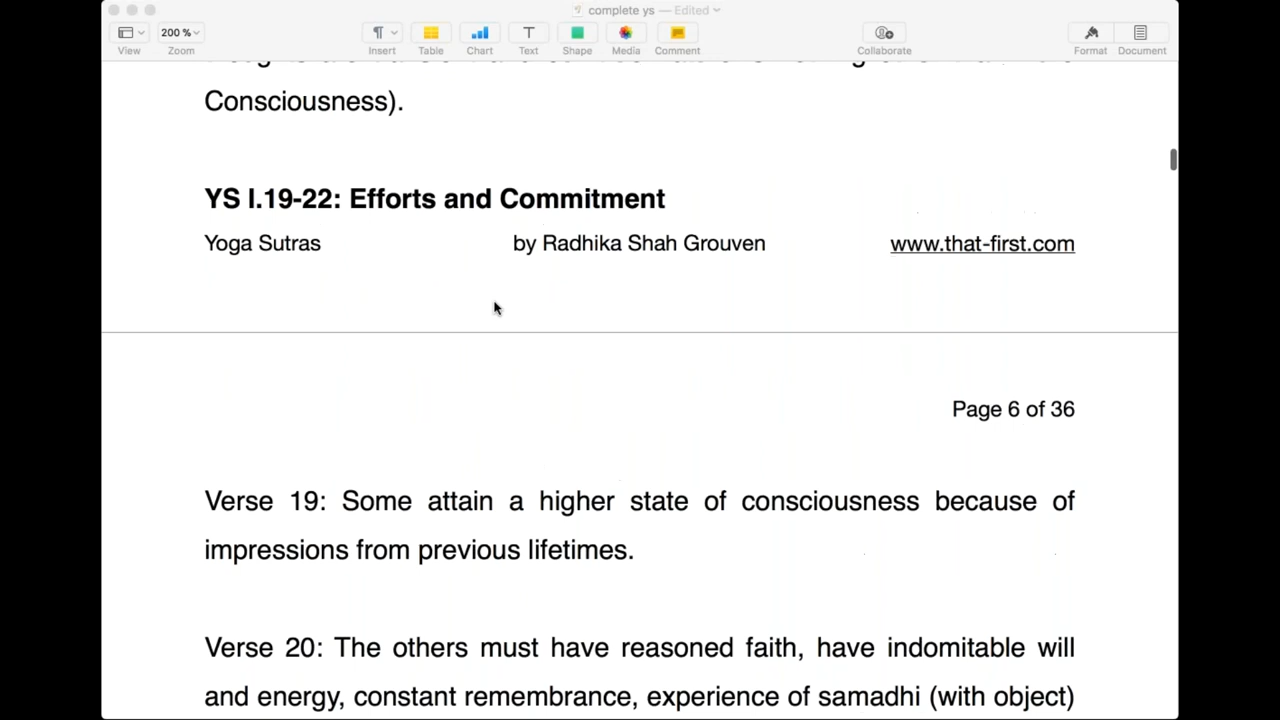 complete ys — Edited
200 %
View
Zoom
Insert
Table
Chart
Text
Shape
Media
Comment
Collaborate
Format
Document
Consciousness).
YS I.19-22: Efforts and Commitment
Yoga Sutras by Radhika Shah Grouven www.that-first.com
Page 6 of 36
Verse 19: Some attain a higher state of consciousness because of
impressions from previous lifetimes.
Verse 20: The others must have reasoned faith, have indomitable will
and energy, constant remembrance, experience of samadhi (with object)